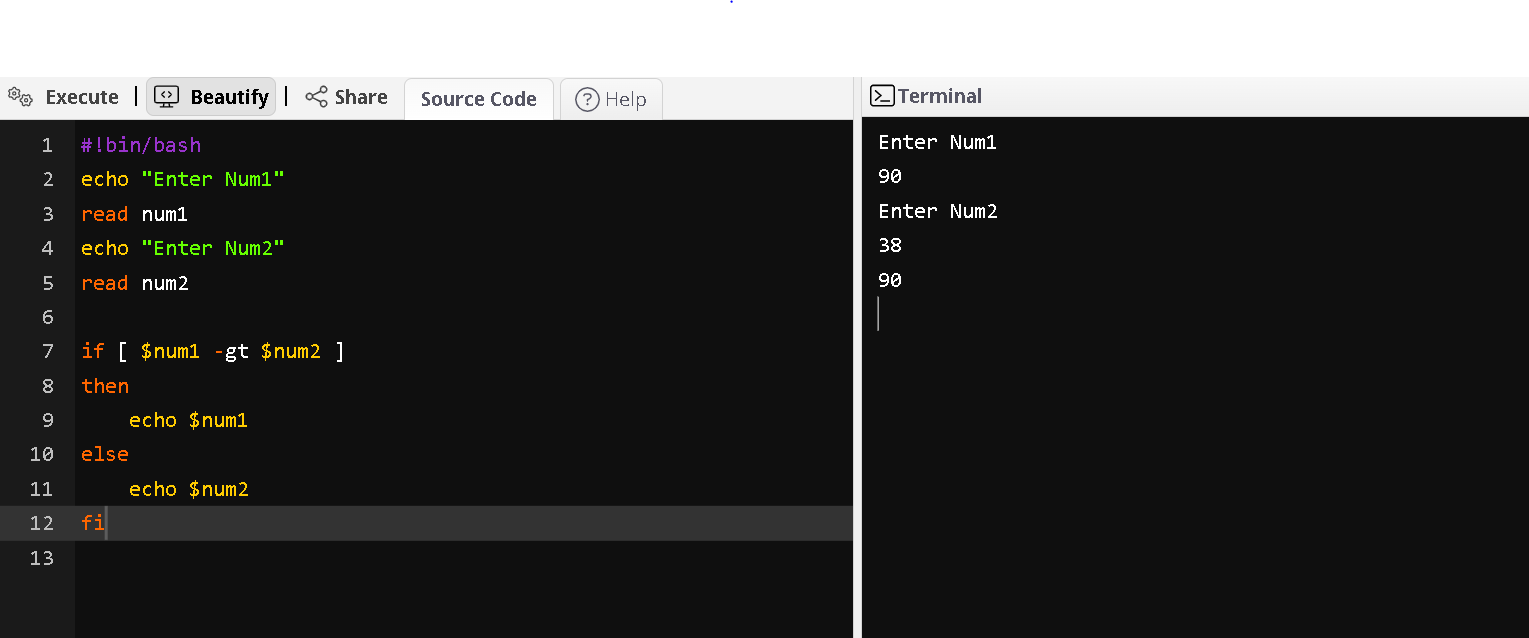 Execute | Beautify | Share Source Code ? Help
1 #!bin/bash
2 echo "Enter Num1"
3 read num1
4 echo "Enter Num2"
5 read num2
6
7 if [ $num1 -gt $num2 ]
8 then
9     echo $num1
10 else
11     echo $num2
12 fi
13
>_ Terminal
Enter Num1
90
Enter Num2
38
90